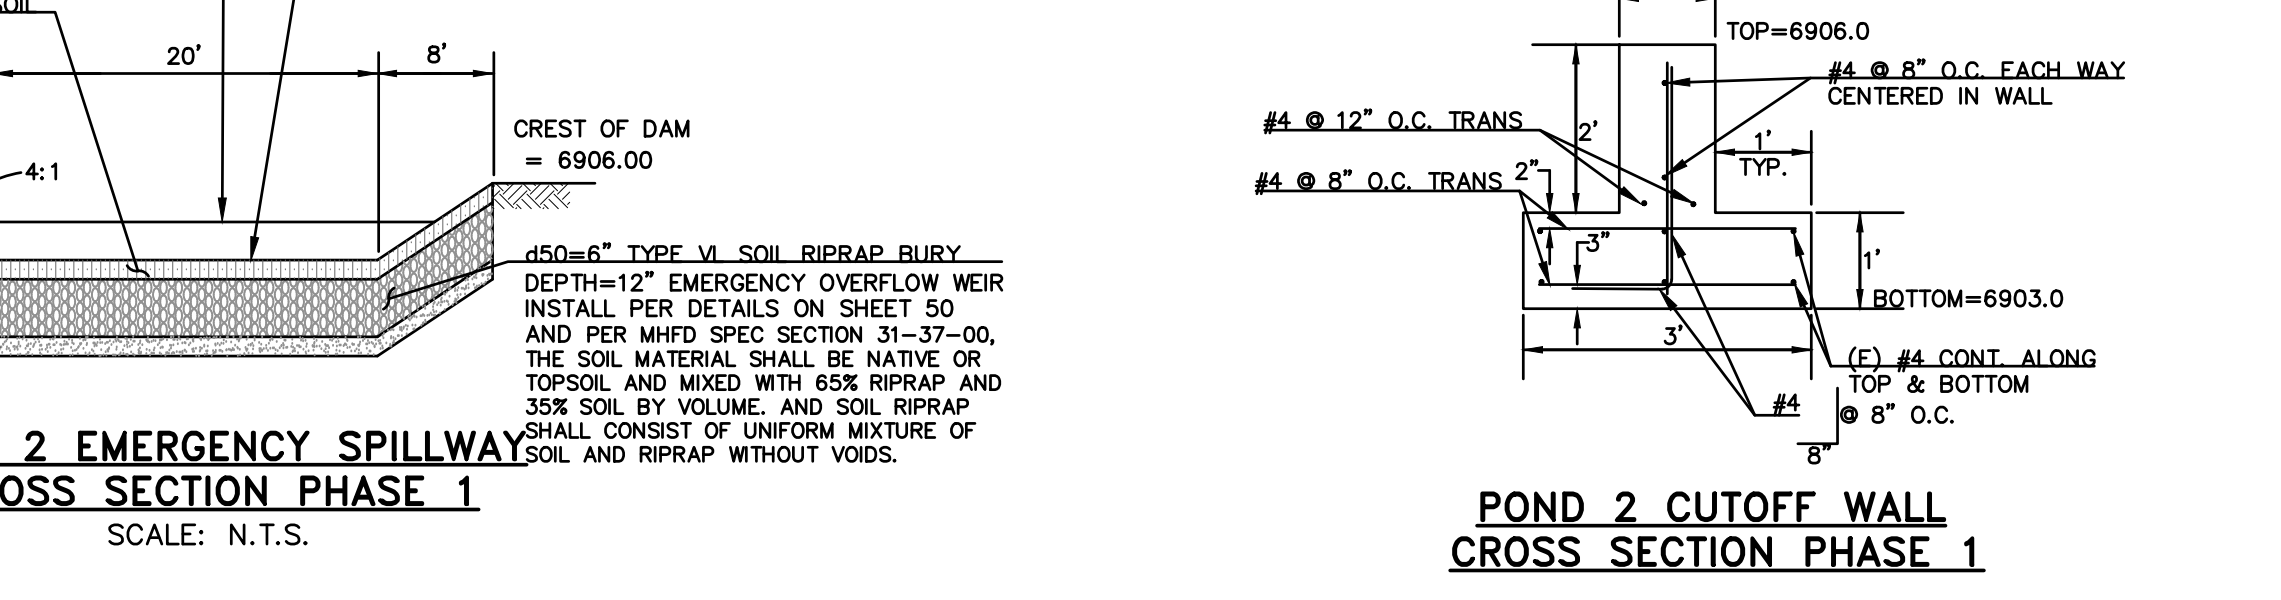 20'
8'
CREST OF DAM
= 6906.00
4:1
d50=6" TYPE VL SOIL RIPRAP BURY
DEPTH=12" EMERGENCY OVERFLOW WEIR
INSTALL PER DETAILS ON SHEET 50
AND PER MHFD SPEC SECTION 31-37-00,
THE SOIL MATERIAL SHALL BE NATIVE OR
TOPSOIL AND MIXED WITH 65% RIPRAP AND
35% SOIL BY VOLUME. AND SOIL RIPRAP
SHALL CONSIST OF UNIFORM MIXTURE OF
SOIL AND RIPRAP WITHOUT VOIDS.
2 EMERGENCY SPILLWAY
OSS SECTION PHASE 1
SCALE: N.T.S.
TOP=6906.0
#4 @ 8" O.C. EACH WAY
CENTERED IN WALL
#4 @ 12" O.C. TRANS
2'
1'
TYP.
#4 @ 8" O.C. TRANS
2"
3"
1'
BOTTOM=6903.0
3'
(E) #4 CONT. ALONG
TOP & BOTTOM
@ 8" O.C.
#4
8"
POND 2 CUTOFF WALL
CROSS SECTION PHASE 1